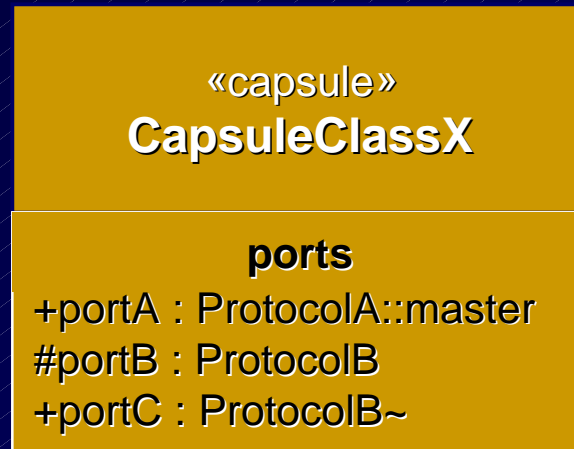 «capsule»
CapsuleClassX
ports
+portA : ProtocolA::master
#portB : ProtocolB
+portC : ProtocolB~